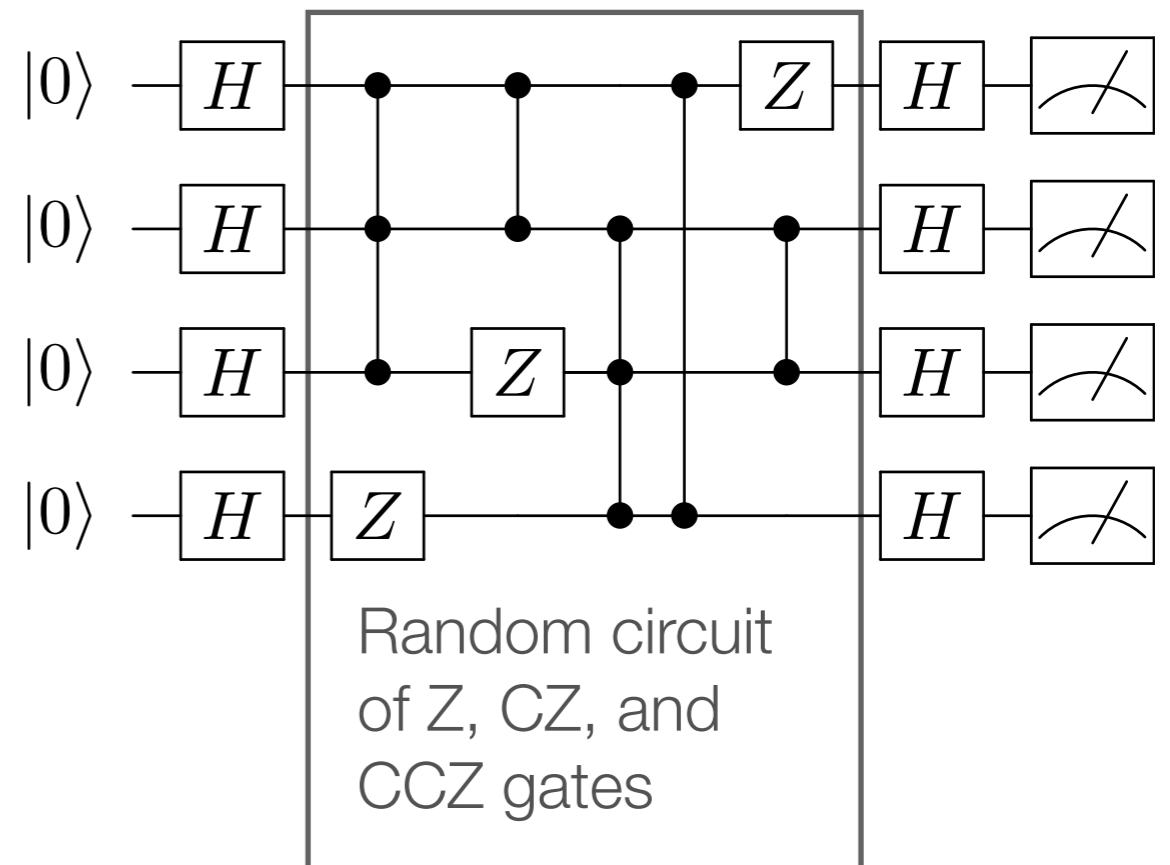 |0⟩ H Z H
|0⟩ H H
|0⟩ H Z H
|0⟩ H Z H
Random circuit
of Z, CZ, and
CCZ gates